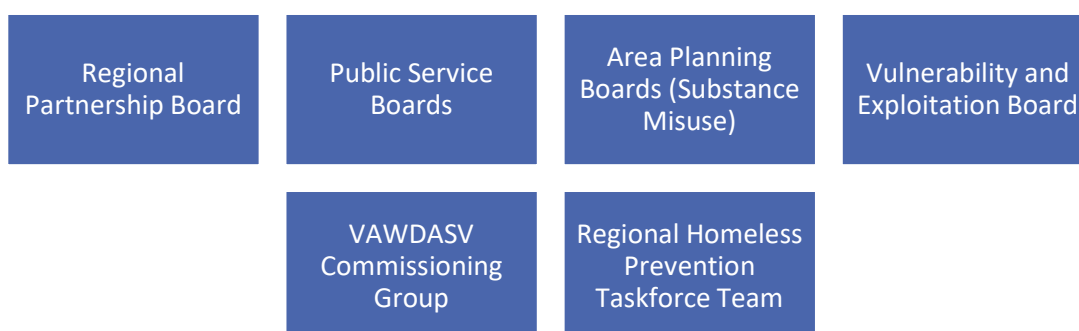 Regional
Partnership Board
Public Service
Boards
Area Planning
Boards (Substance
Misuse)
Vulnerability and
Exploitation Board
VAWDASV
Commissioning
Group
Regional Homeless
Prevention
Taskforce Team